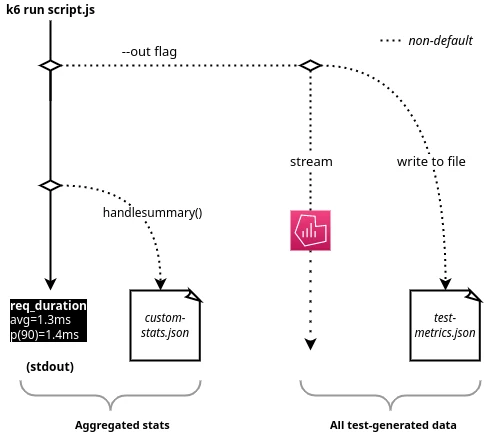 k6 run script.js
--out flag
non-default
stream
write to file
handlesummary()
req_duration
avg=1.3ms
p(90)=1.4ms
custom-
stats.json
test-
metrics.json
(stdout)
Aggregated stats
All test-generated data